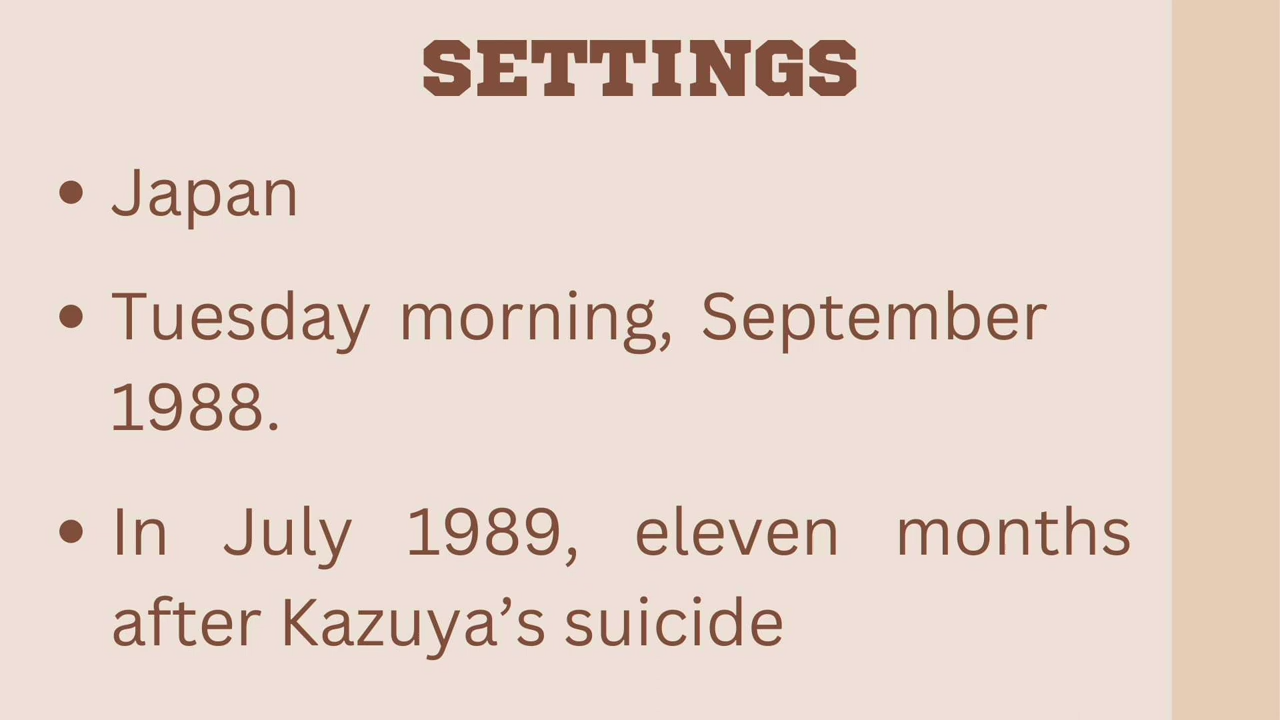 SETTINGS
• Japan
• Tuesday morning, September
1988.
• In July 1989, eleven months
after Kazuya’s suicide